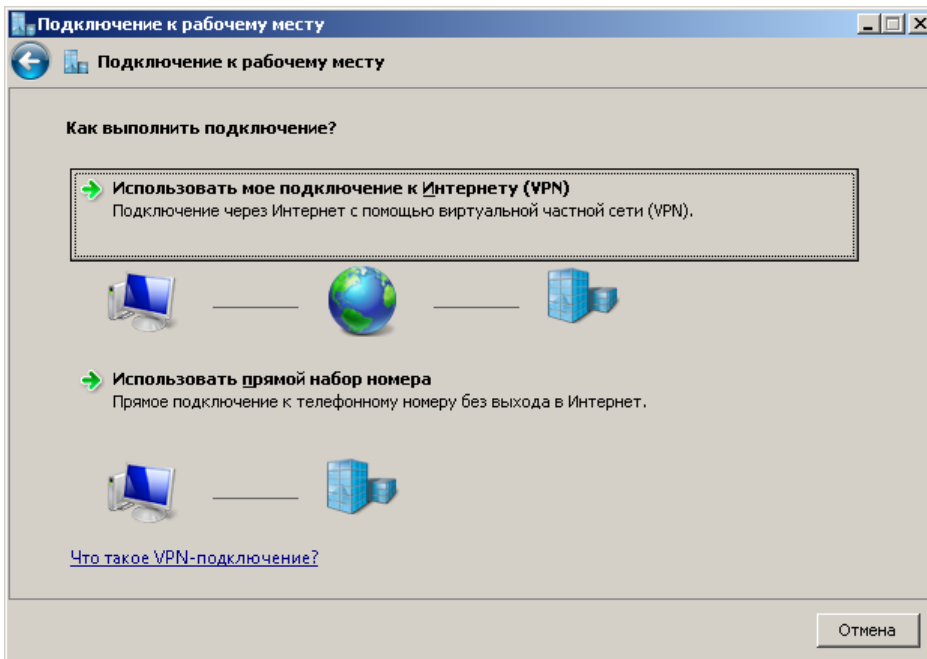 Подключение к рабочему месту
Подключение к рабочему месту
Как выполнить подключение?
Использовать мое подключение к Интернету (VPN)
Подключение через Интернет с помощью виртуальной частной сети (VPN).
Использовать прямой набор номера
Прямое подключение к телефонному номеру без выхода в Интернет.
Что такое VPN-подключение?
Отмена